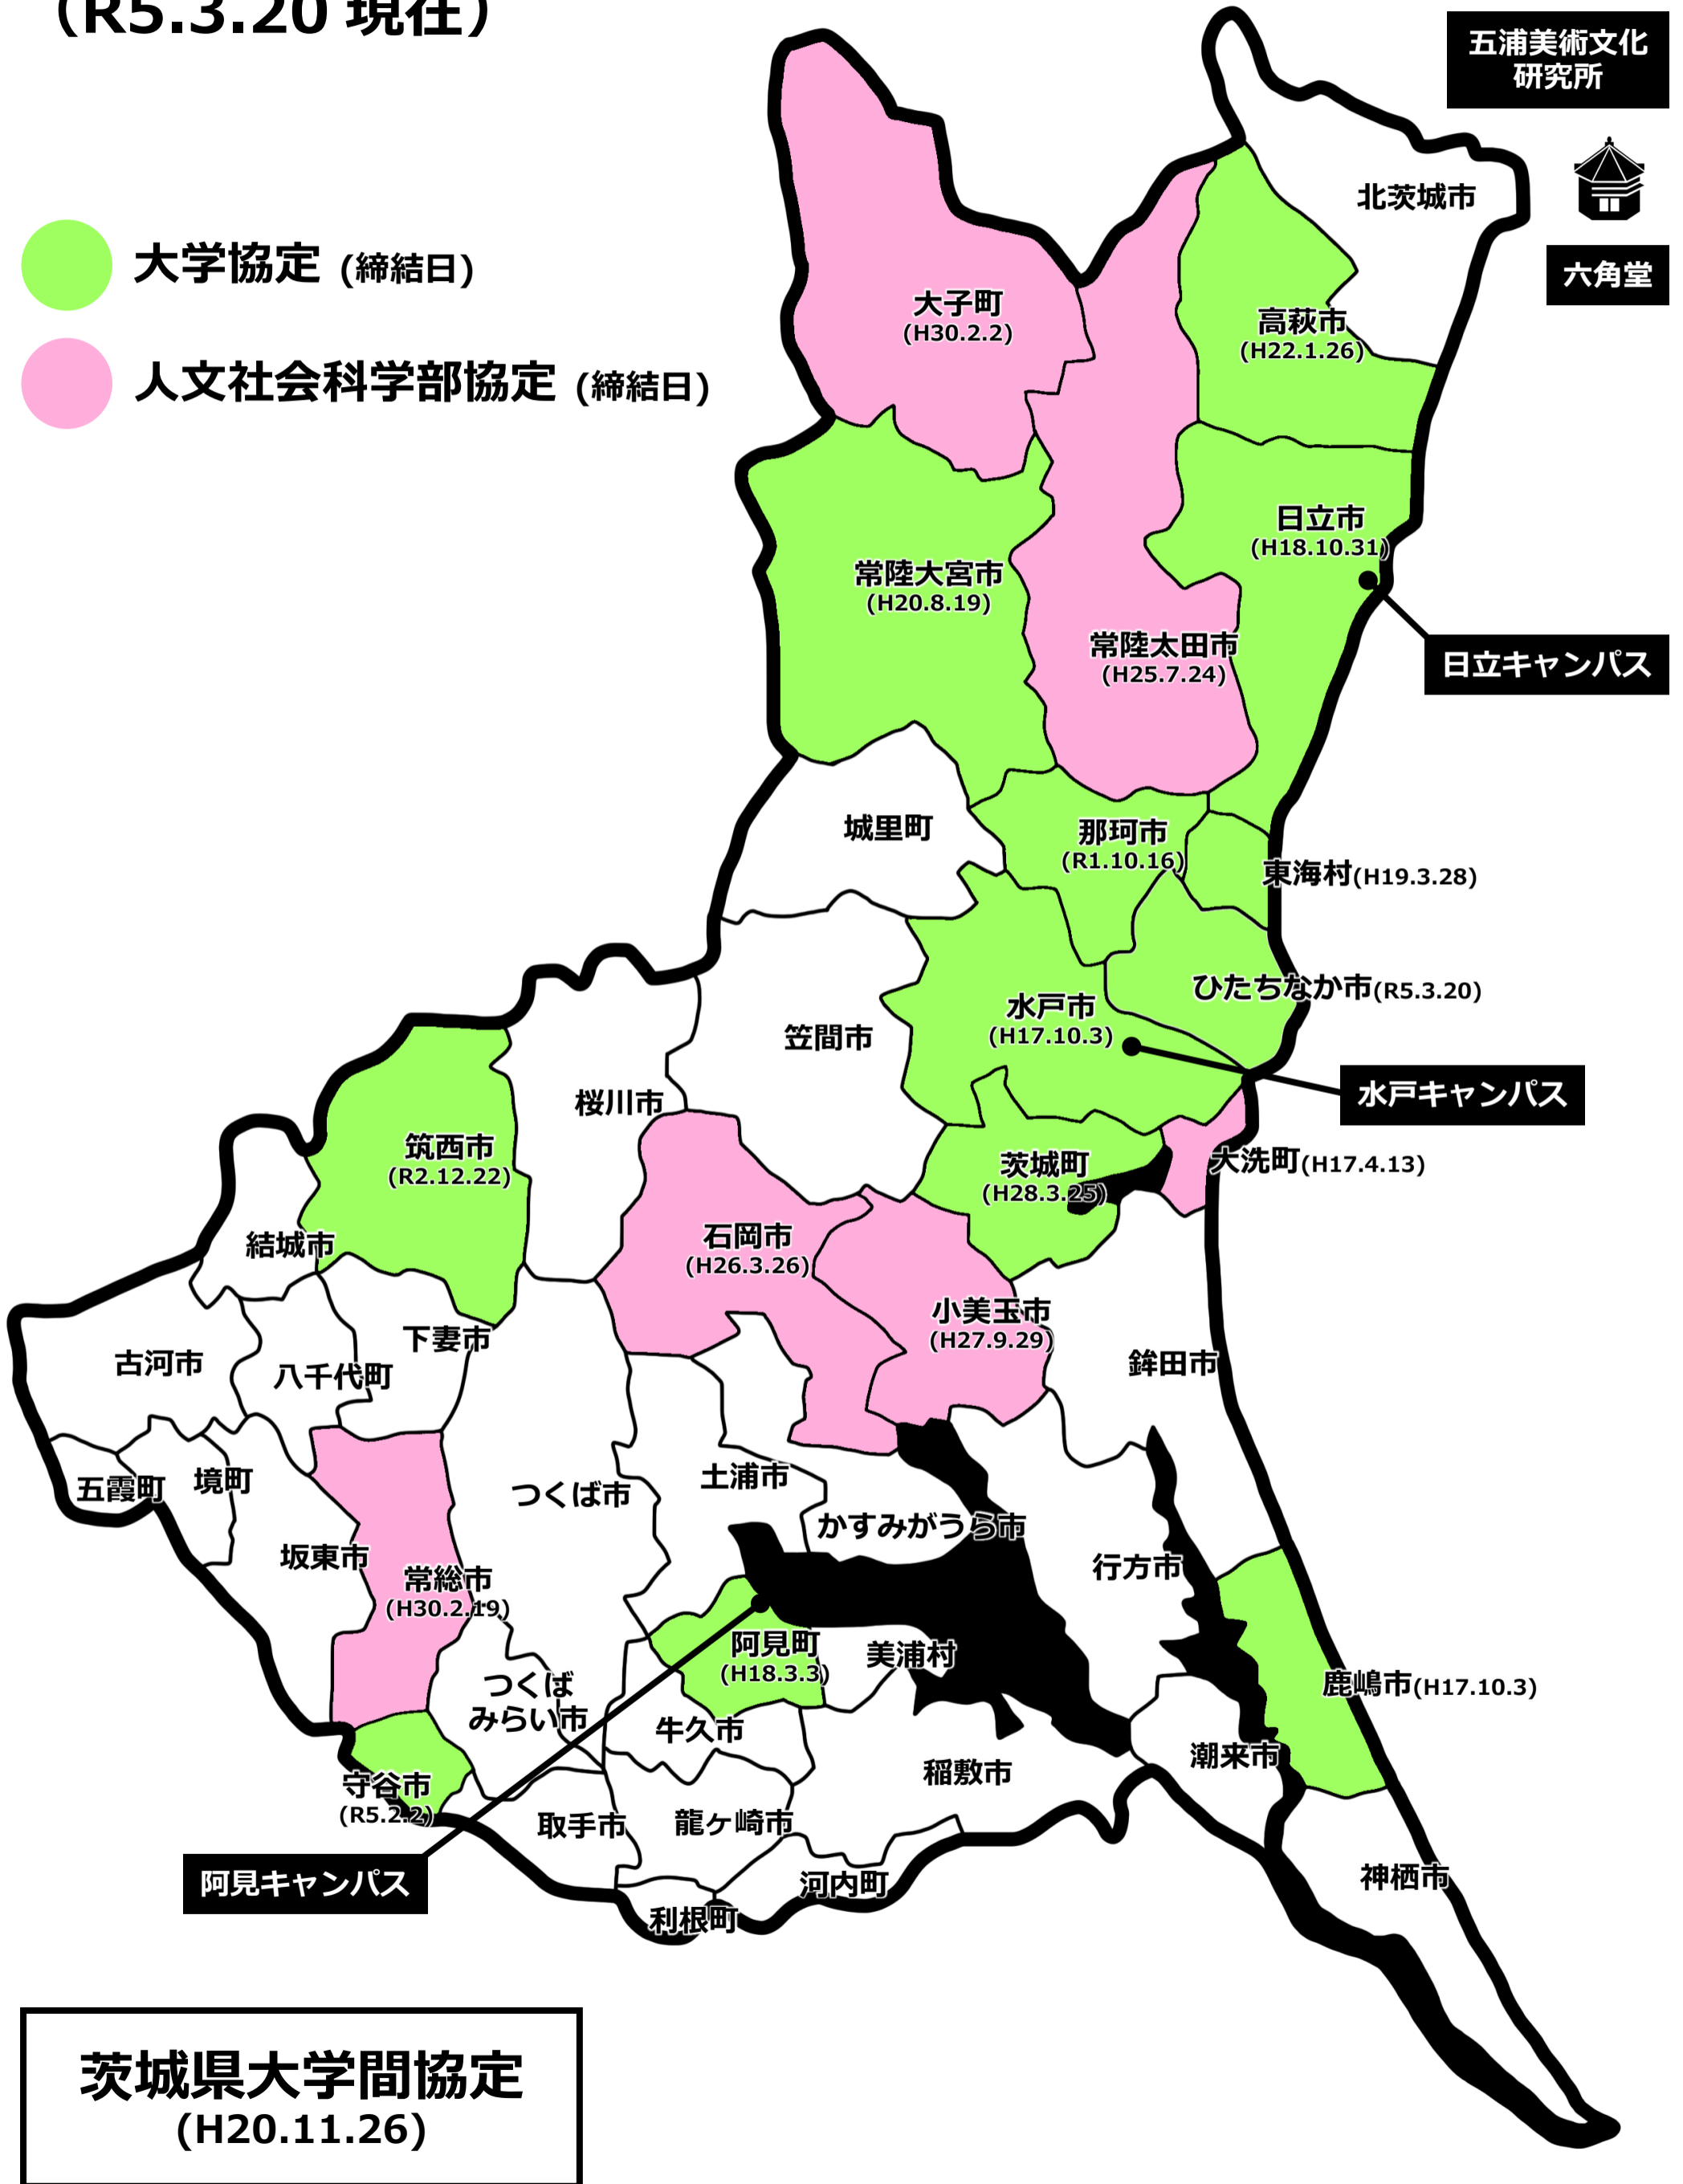 (R5.3.20 現在)
五浦美術文化
研究所
北茨城市
六角堂
大学協定 (締結日)
人文社会科学部協定 (締結日)
大子町
(H30.2.2)
高萩市
(H22.1.26)
日立市
(H18.10.31)
常陸大宮市
(H20.8.19)
常陸太田市
(H25.7.24)
日立キャンパス
城里町
那珂市
(R1.10.16)
東海村(H19.3.28)
ひたちなか市(R5.3.20)
水戸市
(H17.10.3)
笠間市
水戸キャンパス
桜川市
筑西市
(R2.12.22)
茨城町
(H28.3.25)
大洗町(H17.4.13)
結城市
石岡市
(H26.3.26)
小美玉市
(H27.9.29)
下妻市
古河市
八千代町
鉾田市
五霞町
境町
つくば市
土浦市
かすみがうら市
坂東市
常総市
(H30.2.19)
行方市
阿見町
(H18.3.3)
美浦村
つくば
みらい市
鹿嶋市(H17.10.3)
牛久市
潮来市
稲敷市
守谷市
(R5.2.2)
取手市
龍ヶ崎市
阿見キャンパス
河内町
神栖市
利根町
茨城県大学間協定
(H20.11.26)